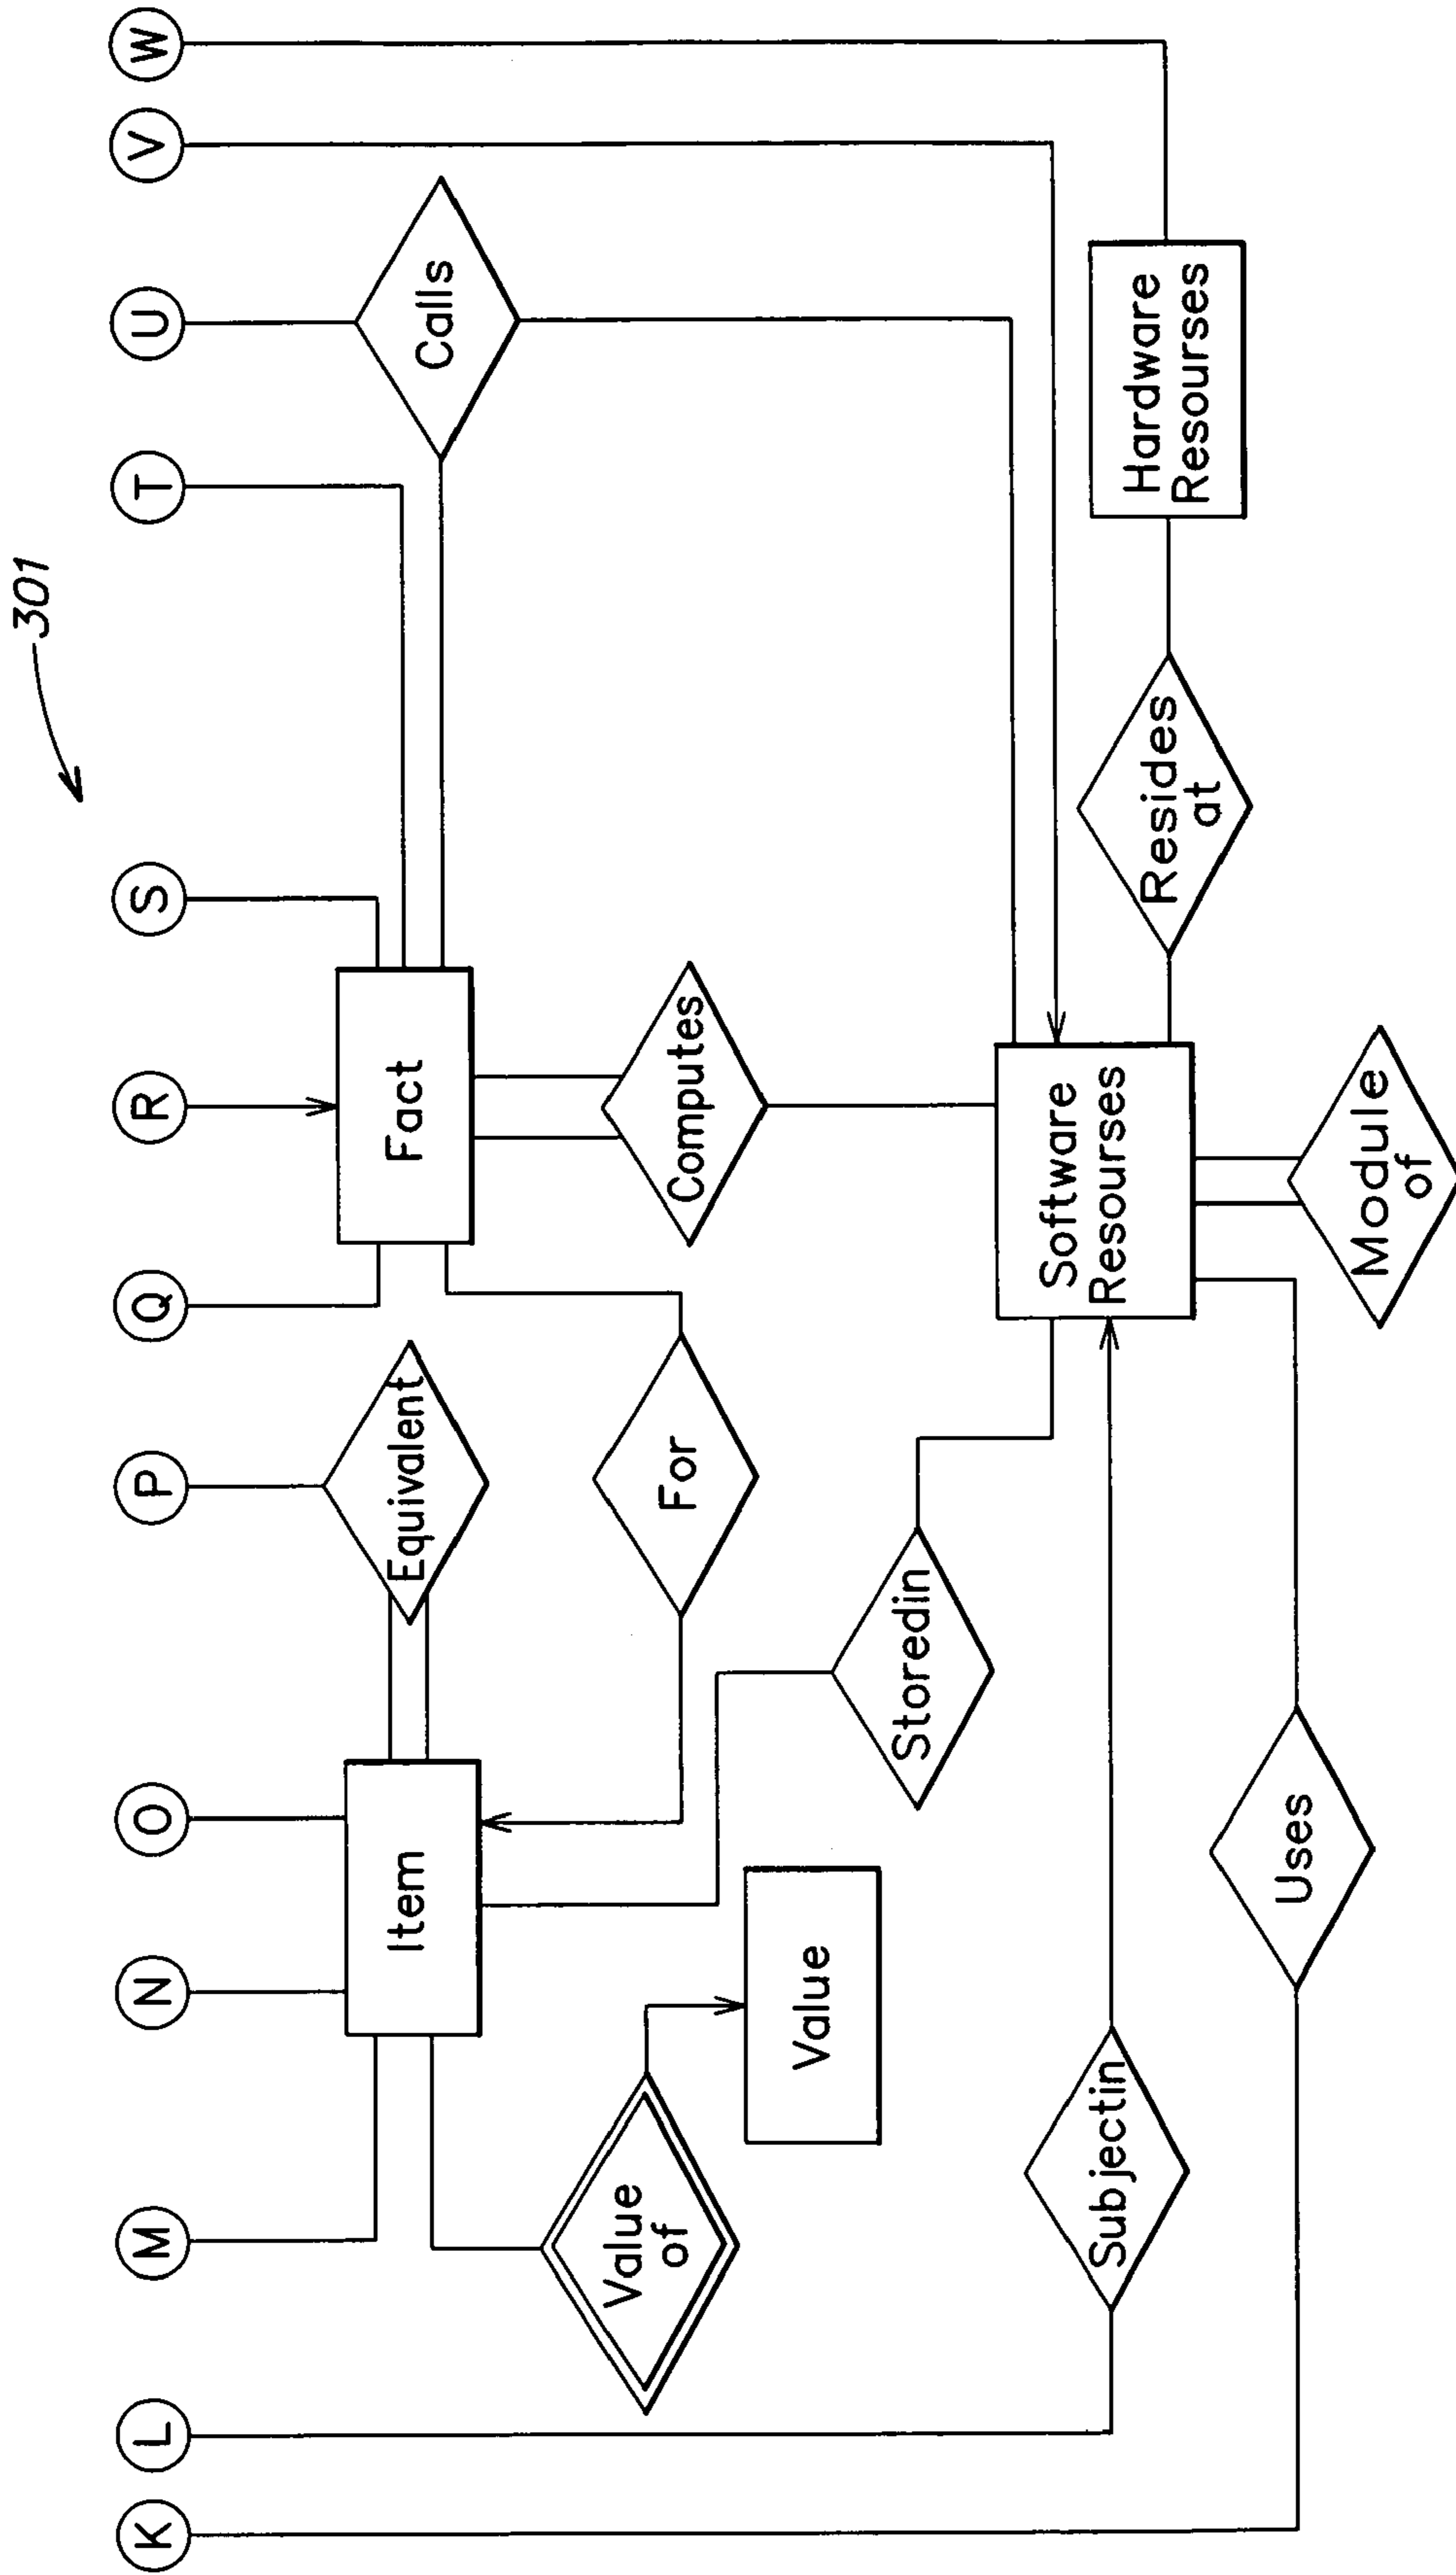 301
K
L
M
N
O
P
Q
R
S
T
U
V
W
Item
Equivalent
Fact
Calls
Value
of
For
Computes
Value
Storedin
Subjectin
Software
Resourses
Resides
at
Hardware
Resourses
Uses
Module
of